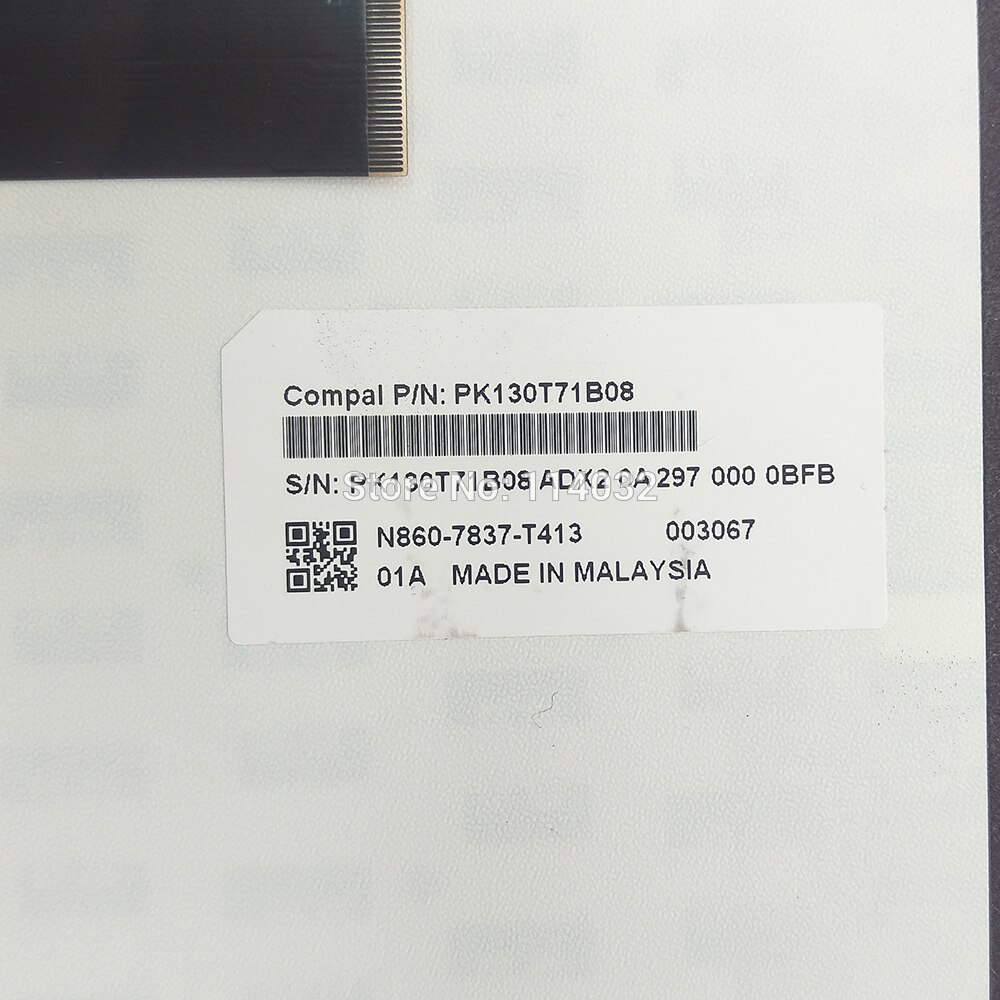 Compal P/N: PK130T71B08
S/N: PK130T71B08 ADX2 0A 297 000 0BFB
Store No: 114032
N860-7837-T413 003067
01A MADE IN MALAYSIA